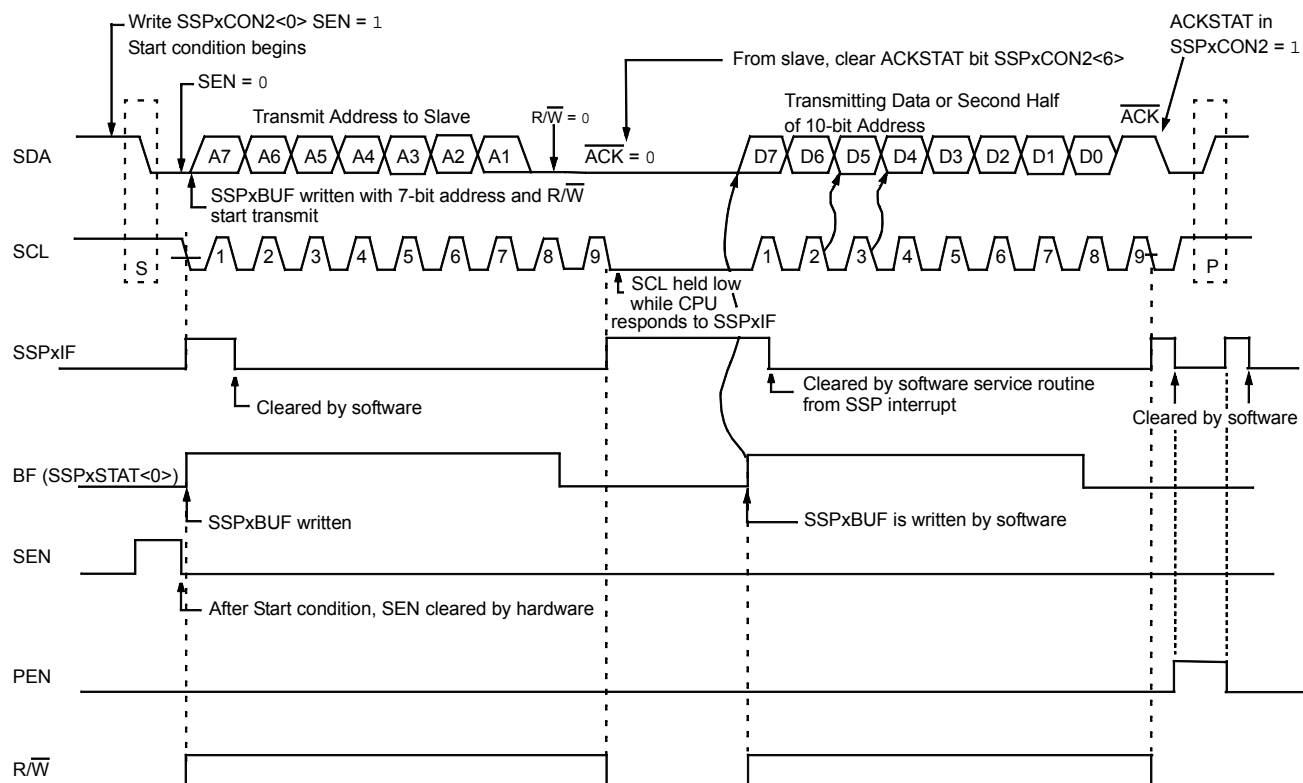 Write SSPxCON2<0> SEN = 1
Start condition begins
SEN = 0
Transmit Address to Slave
R/W̅ = 0
From slave, clear ACKSTAT bit SSPxCON2<6>
ACKSTAT in
SSPxCON2 = 1
Transmitting Data or Second Half
of 10-bit Address
A̅C̅K̅
SDA
A7 A6 A5 A4 A3 A2 A1
A̅C̅K̅ = 0
D7 D6 D5 D4 D3 D2 D1 D0
SSPxBUF written with 7-bit address and R/W̅
start transmit
SCL
S
1 2 3 4 5 6 7 8 9
1 2 3 4 5 6 7 8 9
P
SCL held low
while CPU
responds to SSPxIF
SSPxIF
Cleared by software
Cleared by software service routine
from SSP interrupt
Cleared by software
BF (SSPxSTAT<0>)
SSPxBUF written
SSPxBUF is written by software
SEN
After Start condition, SEN cleared by hardware
PEN
R/W̅